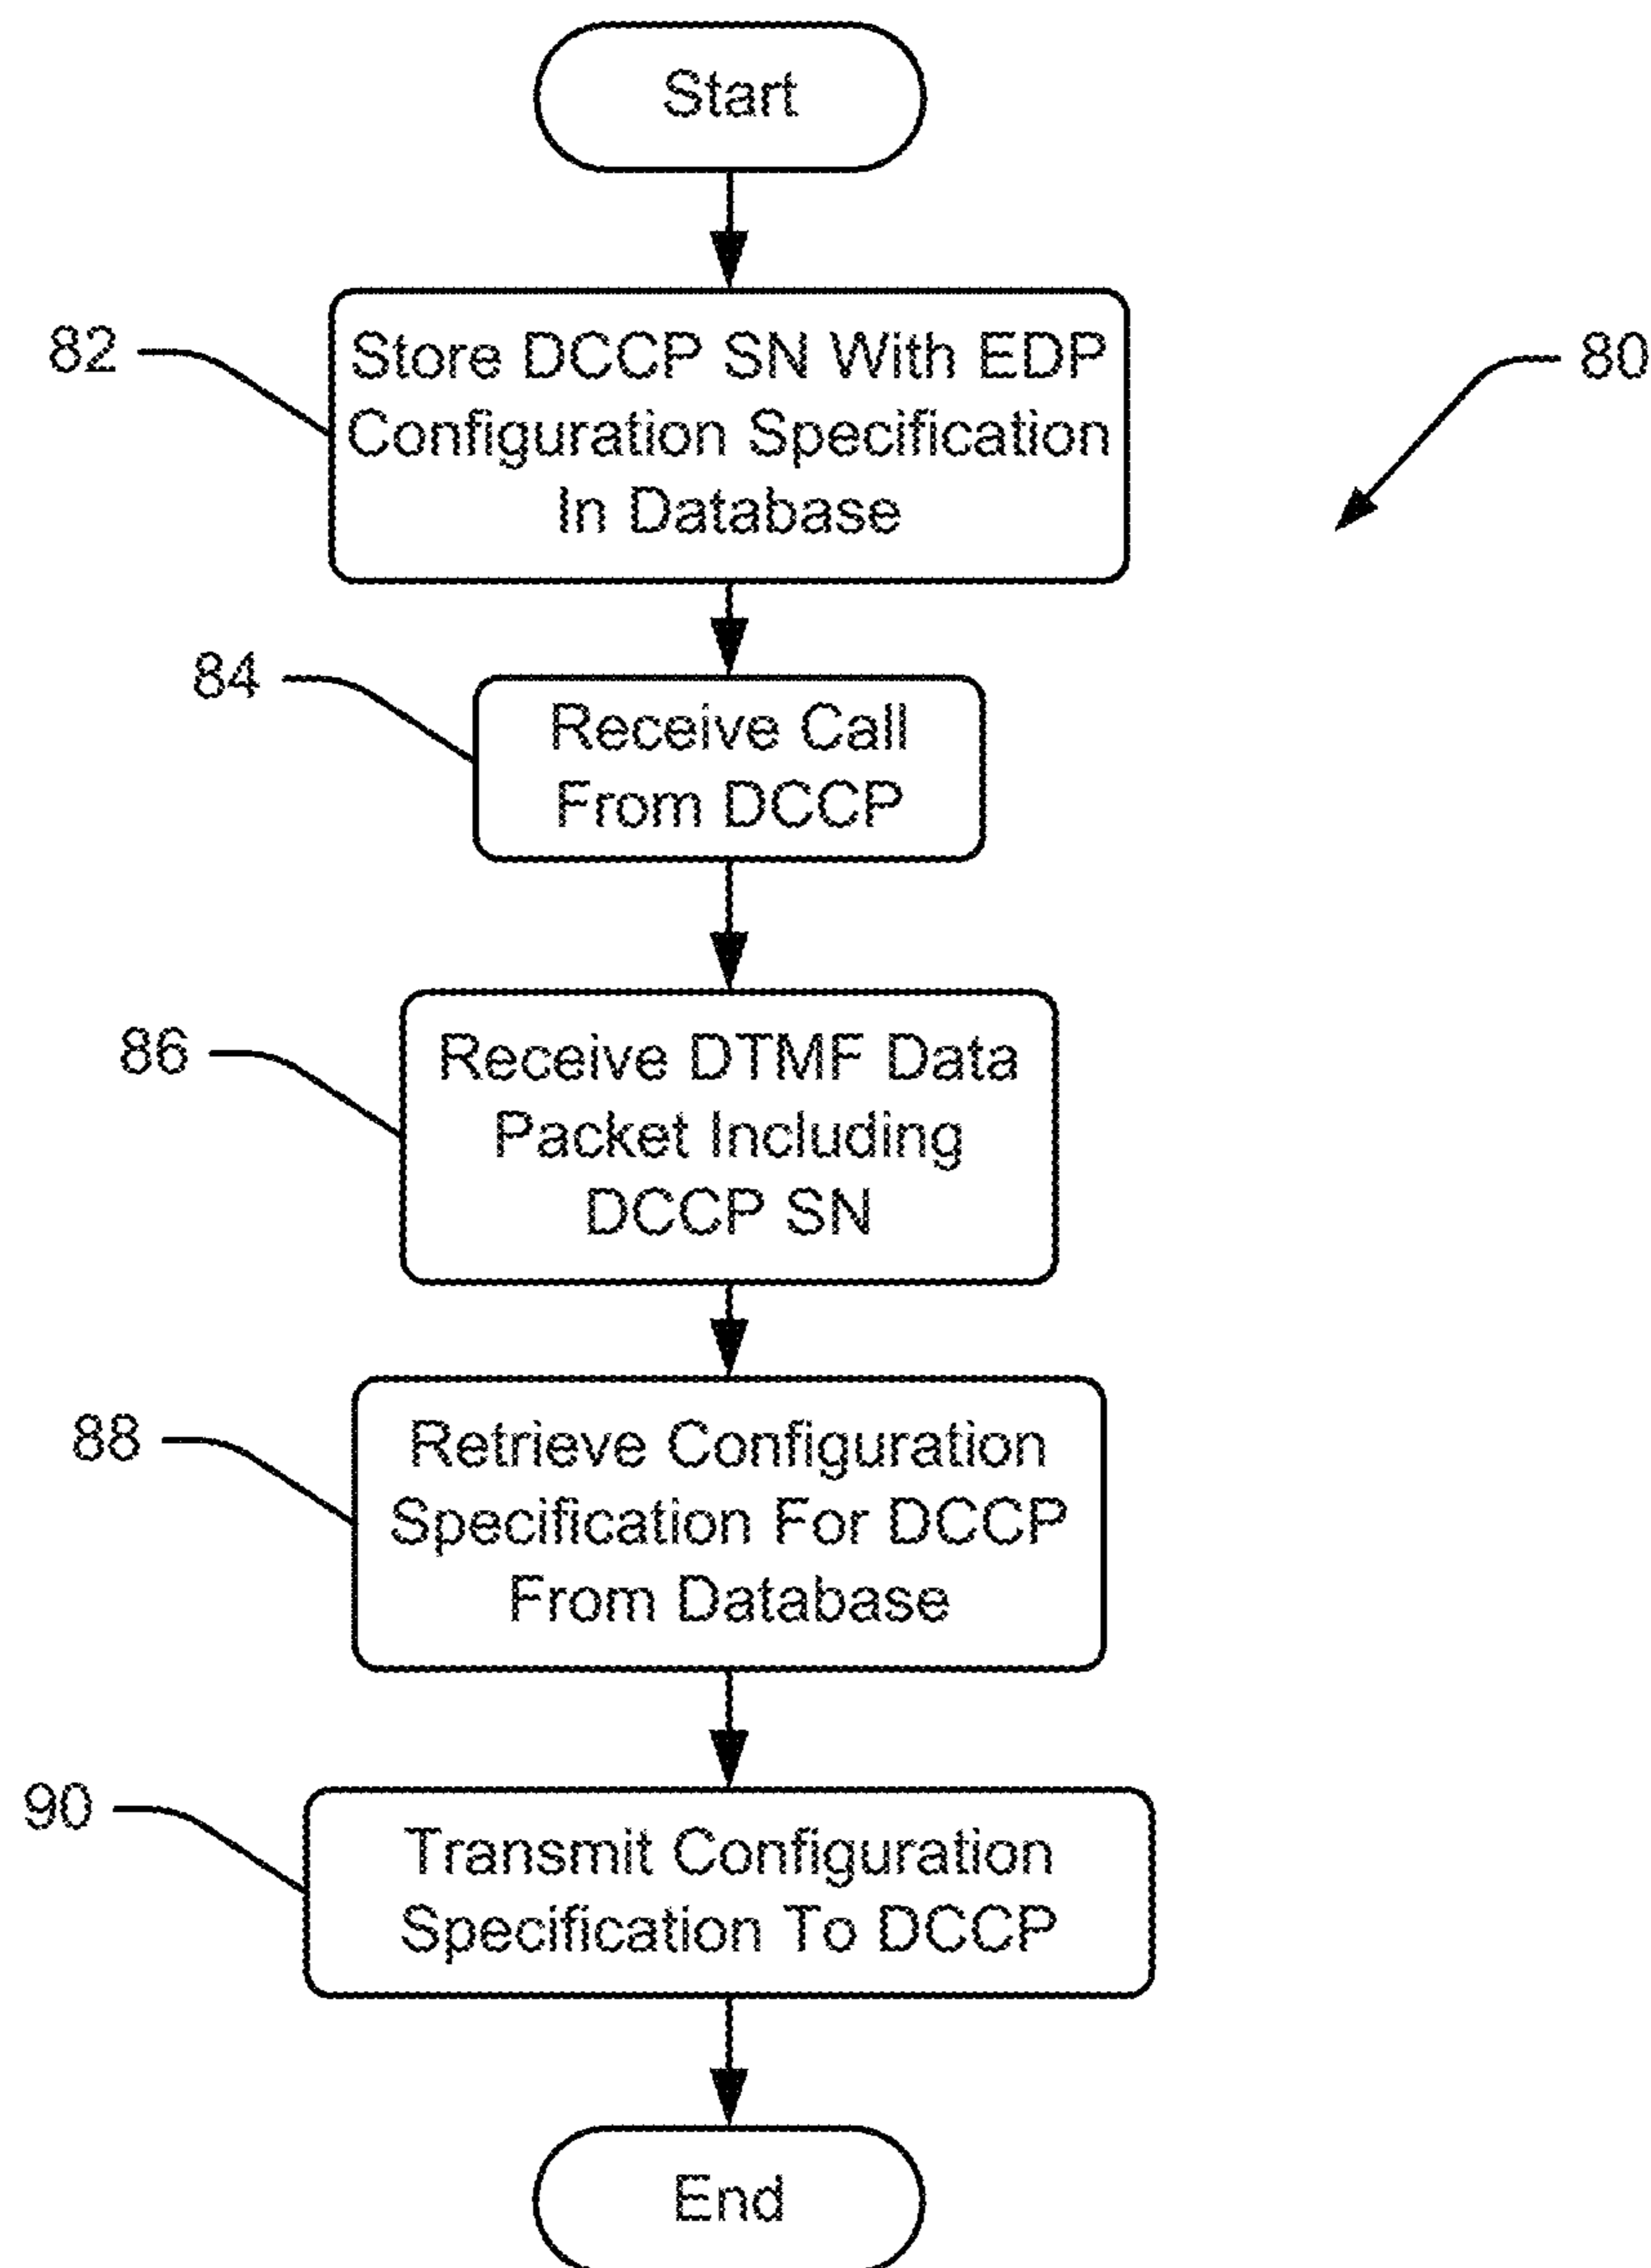 Start
82
Store DCCP SN With EDP
Configuration Specification
In Database
80
84
Receive Call
From DCCP
86
Receive DTMF Data
Packet Including
DCCP SN
88
Retrieve Configuration
Specification For DCCP
From Database
90
Transmit Configuration
Specification To DCCP
End